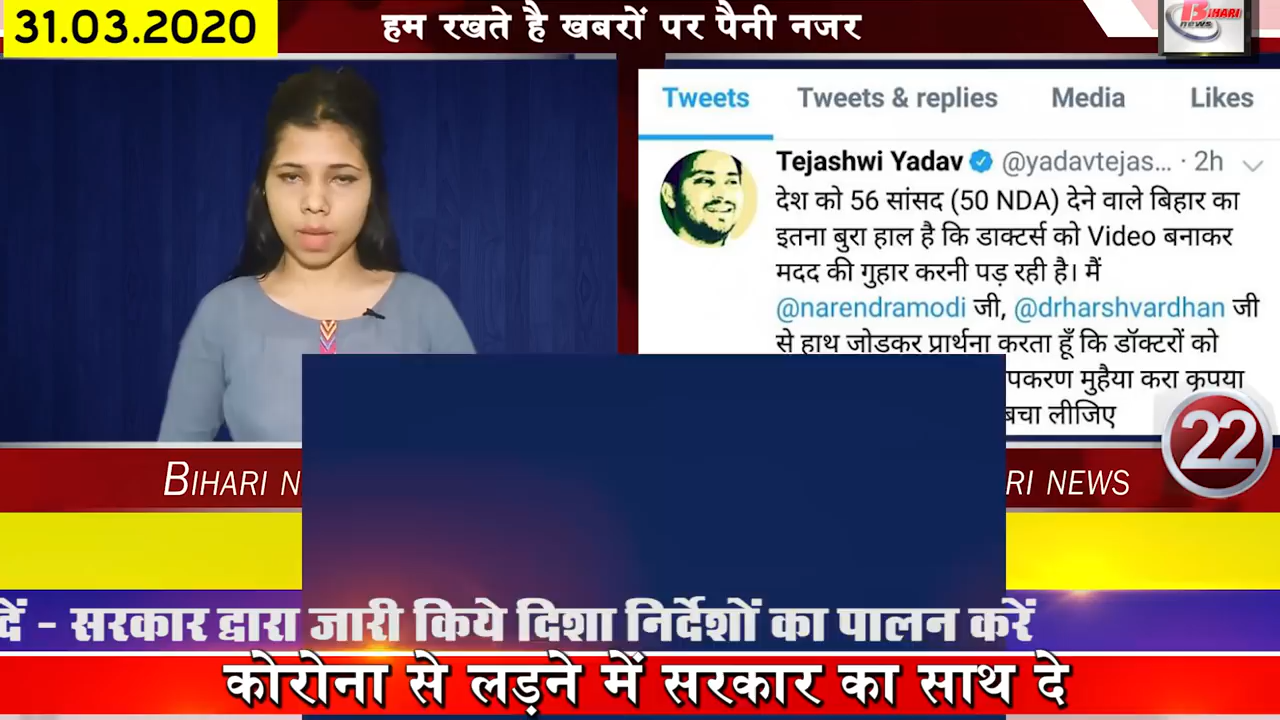 31.03.2020
हम रखते है खबरों पर पैनी नजर
BIHARI
news
Tweets Tweets & replies Media Likes
Tejashwi Yadav @yadavtejas... · 2h
देश को 56 सांसद (50 NDA) देने वाले बिहार का
इतना बुरा हाल है कि डाक्टर्स को Video बनाकर
मदद की गुहार करनी पड़ रही है। मैं
@narendramodi जी, @drharshvardhan जी
से हाथ जोडकर प्रार्थना करता हूँ कि डॉक्टरों को
पकरण मुहैया करा कृपया
बचा लीजिए
22
BIHARI N
RI NEWS
दें - सरकार द्वारा जारी किये दिशा निर्देशों का पालन करें
कोरोना से लड़ने में सरकार का साथ दे